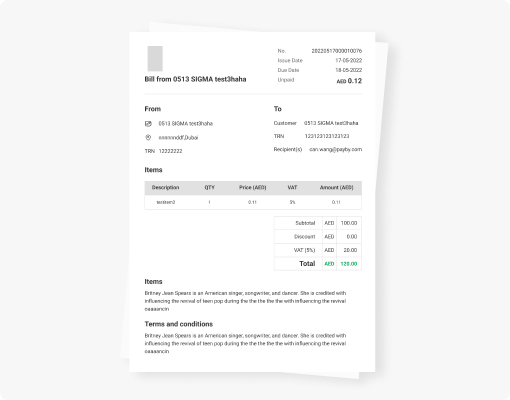 No. 20220517000010076
Issue Date 17-05-2022
Due Date 18-05-2022
Unpaid AED 0.12
Bill from 0513 SIGMA test3haha
From To
0513 SIGMA test3haha Customer 0513 SIGMA test3haha
nnnnnnddf,Dubai TRN 123123123123123
TRN 12222222 Recipient(s) can.wang@payby.com
Items
Description QTY Price (AED) VAT Amount (AED)
testitem3 1 0.11 5% 0.11
Subtotal AED 100.00
Discount AED 0.00
VAT (5%) AED 20.00
Total AED 120.00
Items
Britney Jean Spears is an American singer, songwriter, and dancer. She is credited with
influencing the revival of teen pop during the the the the the with influencing the revival
oaaaancin
Terms and conditions
Britney Jean Spears is an American singer, songwriter, and dancer. She is credited with
influencing the revival of teen pop during the the the the the with influencing the revival
oaaaancin